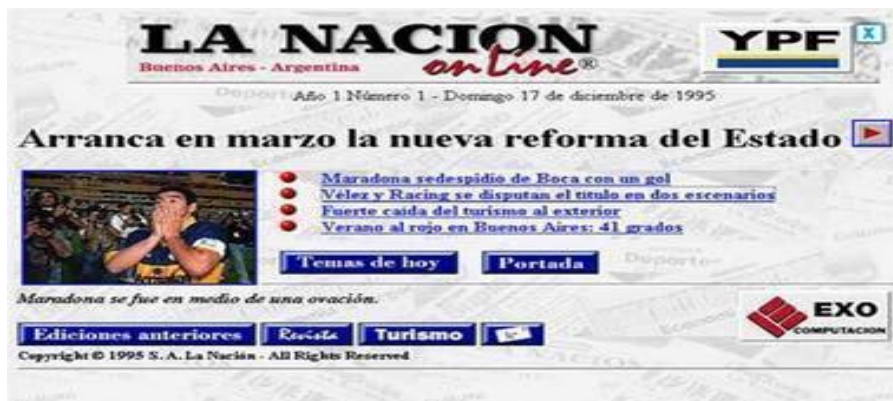 LA NACION
on Line®
Buenos Aires - Argentina
YPF
X
Año 1 Número 1 - Domingo 17 de diciembre de 1995
Arranca en marzo la nueva reforma del Estado
Maradona sedespidio de Boca con un gol
Vélez y Racing se disputan el titulo en dos escenarios
Fuerte caída del turismo al exterior
Verano al rojo en Buenos Aires: 41 grados
Temas de hoy
Portada
Maradona se fue en medio de una ovación.
Ediciones anteriores
Revista
Turismo
EXO
COMPUTACION
Copyright © 1995 S. A. La Nación - All Rights Reserved